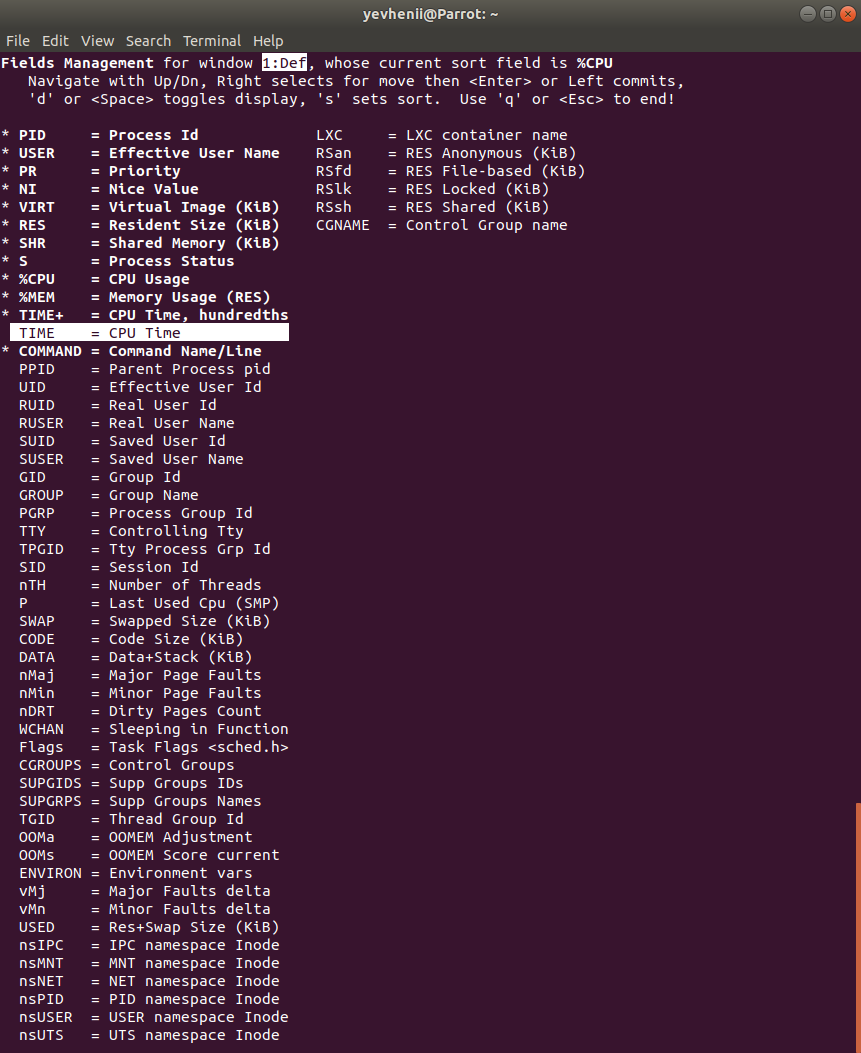 yevhenii@Parrot: ~
File Edit View Search Terminal Help
Fields Management for window 1:Def, whose current sort field is %CPU
   Navigate with Up/Dn, Right selects for move then <Enter> or Left commits,
   'd' or <Space> toggles display, 's' sets sort.  Use 'q' or <Esc> to end!
* PID     = Process Id             LXC     = LXC container name
* USER    = Effective User Name    RSan    = RES Anonymous (KiB)
* PR      = Priority               RSfd    = RES File-based (KiB)
* NI      = Nice Value             RSlk    = RES Locked (KiB)
* VIRT    = Virtual Image (KiB)    RSsh    = RES Shared (KiB)
* RES     = Resident Size (KiB)    CGNAME  = Control Group name
* SHR     = Shared Memory (KiB)
* S       = Process Status
* %CPU    = CPU Usage
* %MEM    = Memory Usage (RES)
* TIME+   = CPU Time, hundredths
  TIME    = CPU Time
* COMMAND = Command Name/Line
  PPID    = Parent Process pid
  UID     = Effective User Id
  RUID    = Real User Id
  RUSER   = Real User Name
  SUID    = Saved User Id
  SUSER   = Saved User Name
  GID     = Group Id
  GROUP   = Group Name
  PGRP    = Process Group Id
  TTY     = Controlling Tty
  TPGID   = Tty Process Grp Id
  SID     = Session Id
  nTH     = Number of Threads
  P       = Last Used Cpu (SMP)
  SWAP    = Swapped Size (KiB)
  CODE    = Code Size (KiB)
  DATA    = Data+Stack (KiB)
  nMaj    = Major Page Faults
  nMin    = Minor Page Faults
  nDRT    = Dirty Pages Count
  WCHAN   = Sleeping in Function
  Flags   = Task Flags <sched.h>
  CGROUPS = Control Groups
  SUPGIDS = Supp Groups IDs
  SUPGRPS = Supp Groups Names
  TGID    = Thread Group Id
  OOMa    = OOMEM Adjustment
  OOMs    = OOMEM Score current
  ENVIRON = Environment vars
  vMj     = Major Faults delta
  vMn     = Minor Faults delta
  USED    = Res+Swap Size (KiB)
  nsIPC   = IPC namespace Inode
  nsMNT   = MNT namespace Inode
  nsNET   = NET namespace Inode
  nsPID   = PID namespace Inode
  nsUSER  = USER namespace Inode
  nsUTS   = UTS namespace Inode